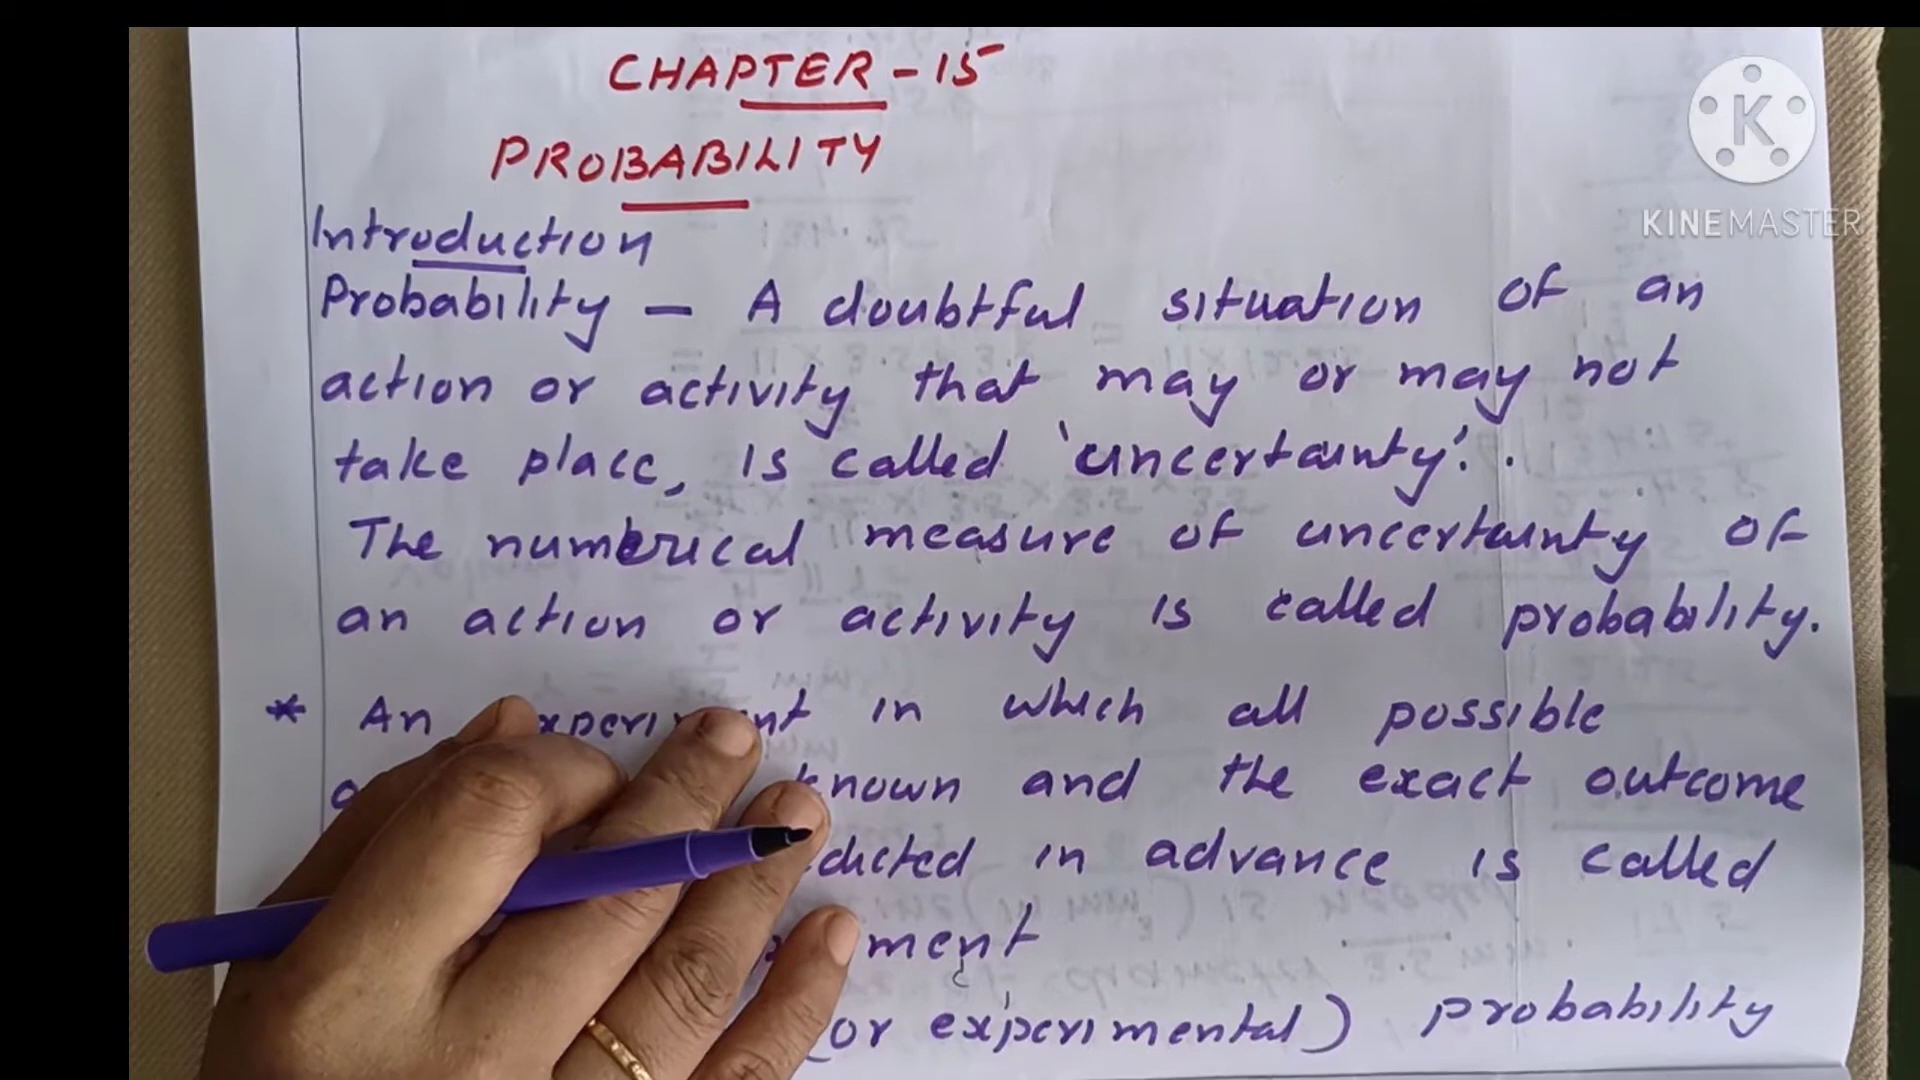 CHAPTER - 15
PROBABILITY
Introduction
Probability — A doubtful situation of an
action or activity that may or may not
take place, is called 'uncertainty'.
The numerical measure of uncertainty of
an action or activity is called probability.
* An in which all possible
known and the exact outcome
in advance is called
(or experimental) probability
K
KINEMASTER